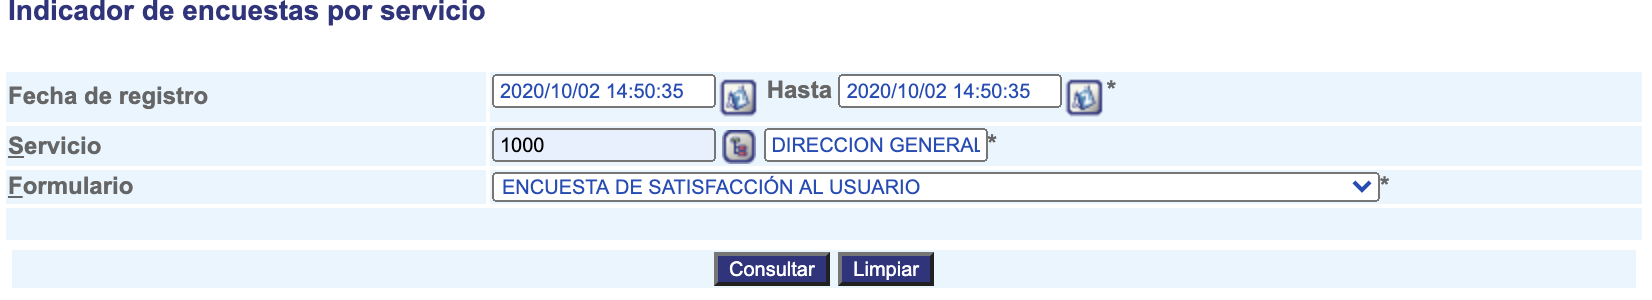 Indicador de encuestas por servicio
Fecha de registro 2020/10/02 14:50:35 Hasta 2020/10/02 14:50:35 *
Servicio 1000 DIRECCION GENERAL *
Formulario ENCUESTA DE SATISFACCIÓN AL USUARIO *
Consultar Limpiar